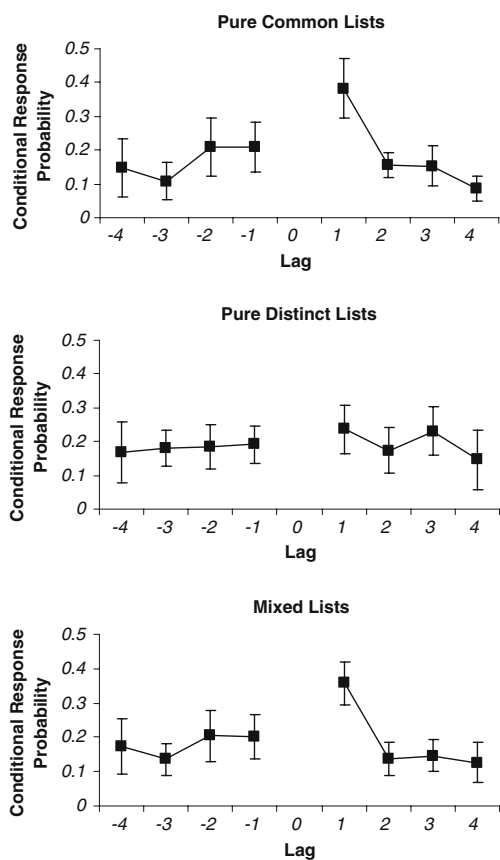 Pure Common Lists
Conditional Response
Probability
0.5
0.4
0.3
0.2
0.1
0
-4 -3 -2 -1 0 1 2 3 4
Lag
Pure Distinct Lists
Conditional Response
Probability
0.5
0.4
0.3
0.2
0.1
0
-4 -3 -2 -1 0 1 2 3 4
Lag
Mixed Lists
Conditional Response
Probability
0.5
0.4
0.3
0.2
0.1
0
-4 -3 -2 -1 0 1 2 3 4
Lag